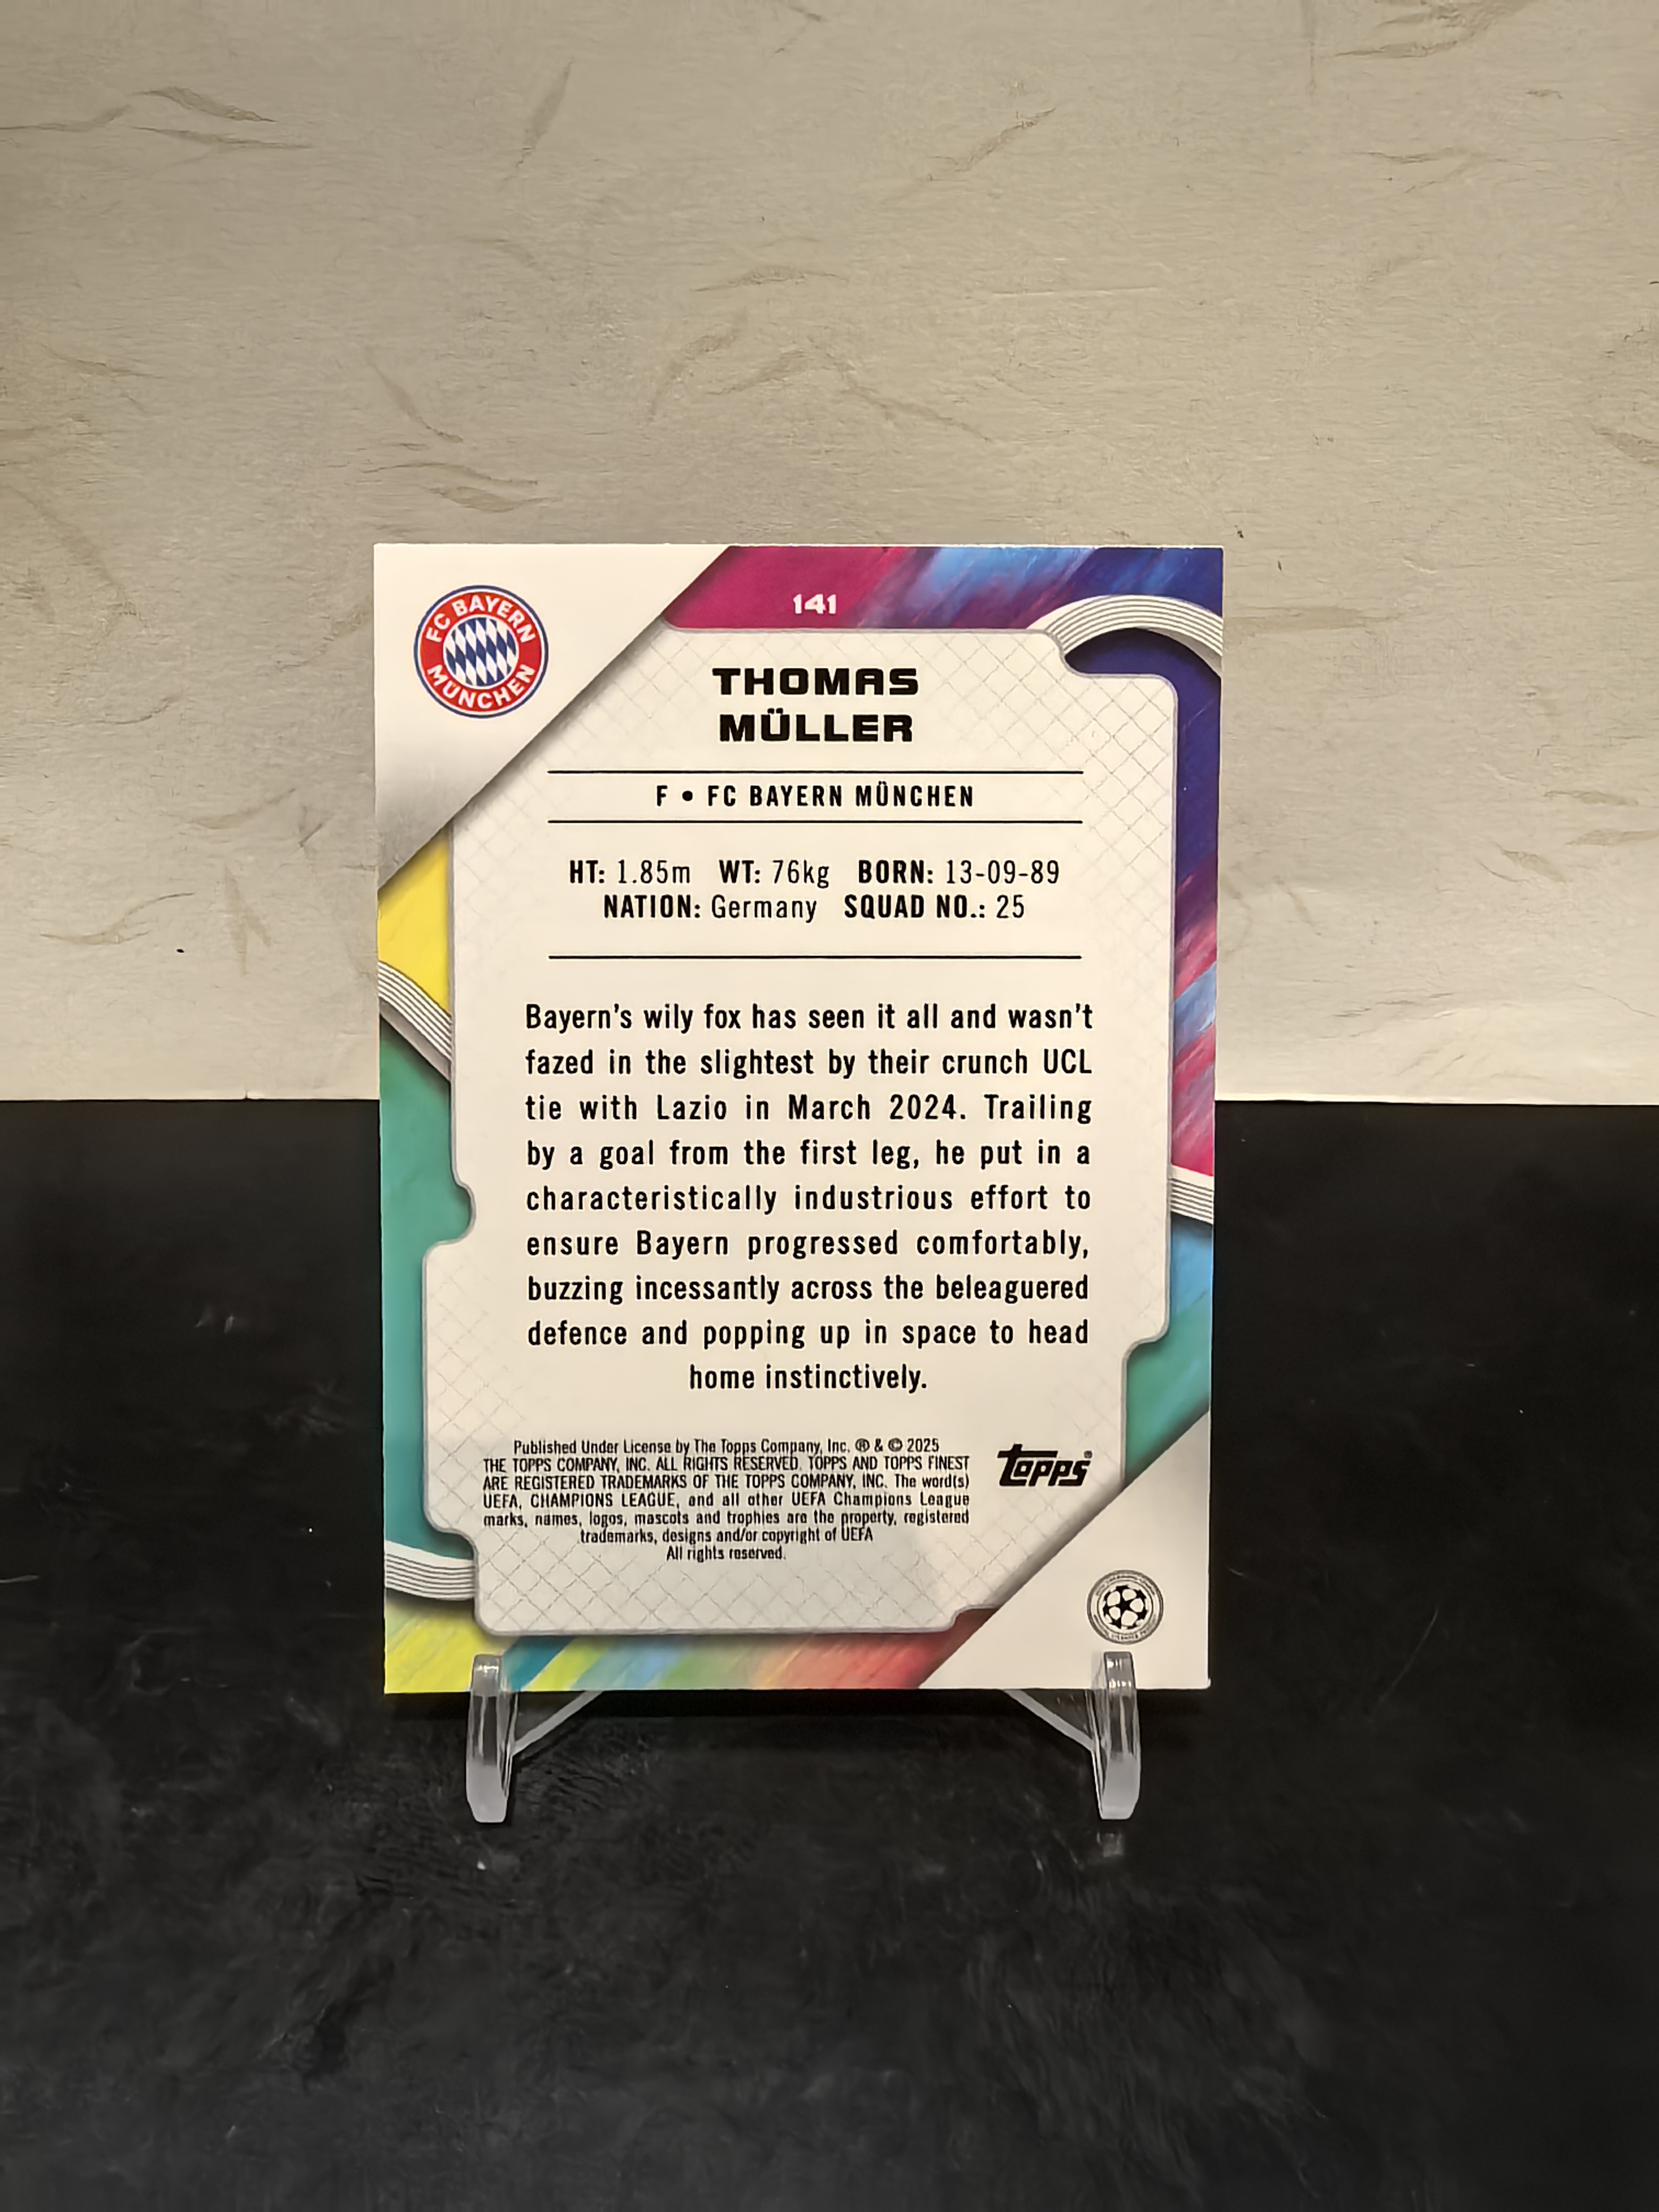 FC BAYERN
MÜNCHEN
141
THOMAS
MÜLLER
F • FC BAYERN MÜNCHEN
HT: 1.85m WT: 76kg BORN: 13-09-89
NATION: Germany SQUAD NO.: 25
Bayern's wily fox has seen it all and wasn't
fazed in the slightest by their crunch UCL
tie with Lazio in March 2024. Trailing
by a goal from the first leg, he put in a
characteristically industrious effort to
ensure Bayern progressed comfortably,
buzzing incessantly across the beleaguered
defence and popping up in space to head
home instinctively.
Published Under License by The Topps Company, Inc. ® & © 2025
THE TOPPS COMPANY, INC. ALL RIGHTS RESERVED. TOPPS AND TOPPS FINEST
ARE REGISTERED TRADEMARKS OF THE TOPPS COMPANY, INC. The word(s)
UEFA, CHAMPIONS LEAGUE, and all other UEFA Champions League
marks, names, logos, mascots and trophies are the property, registered
trademarks, designs and/or copyright of UEFA
All rights reserved.
Topps®